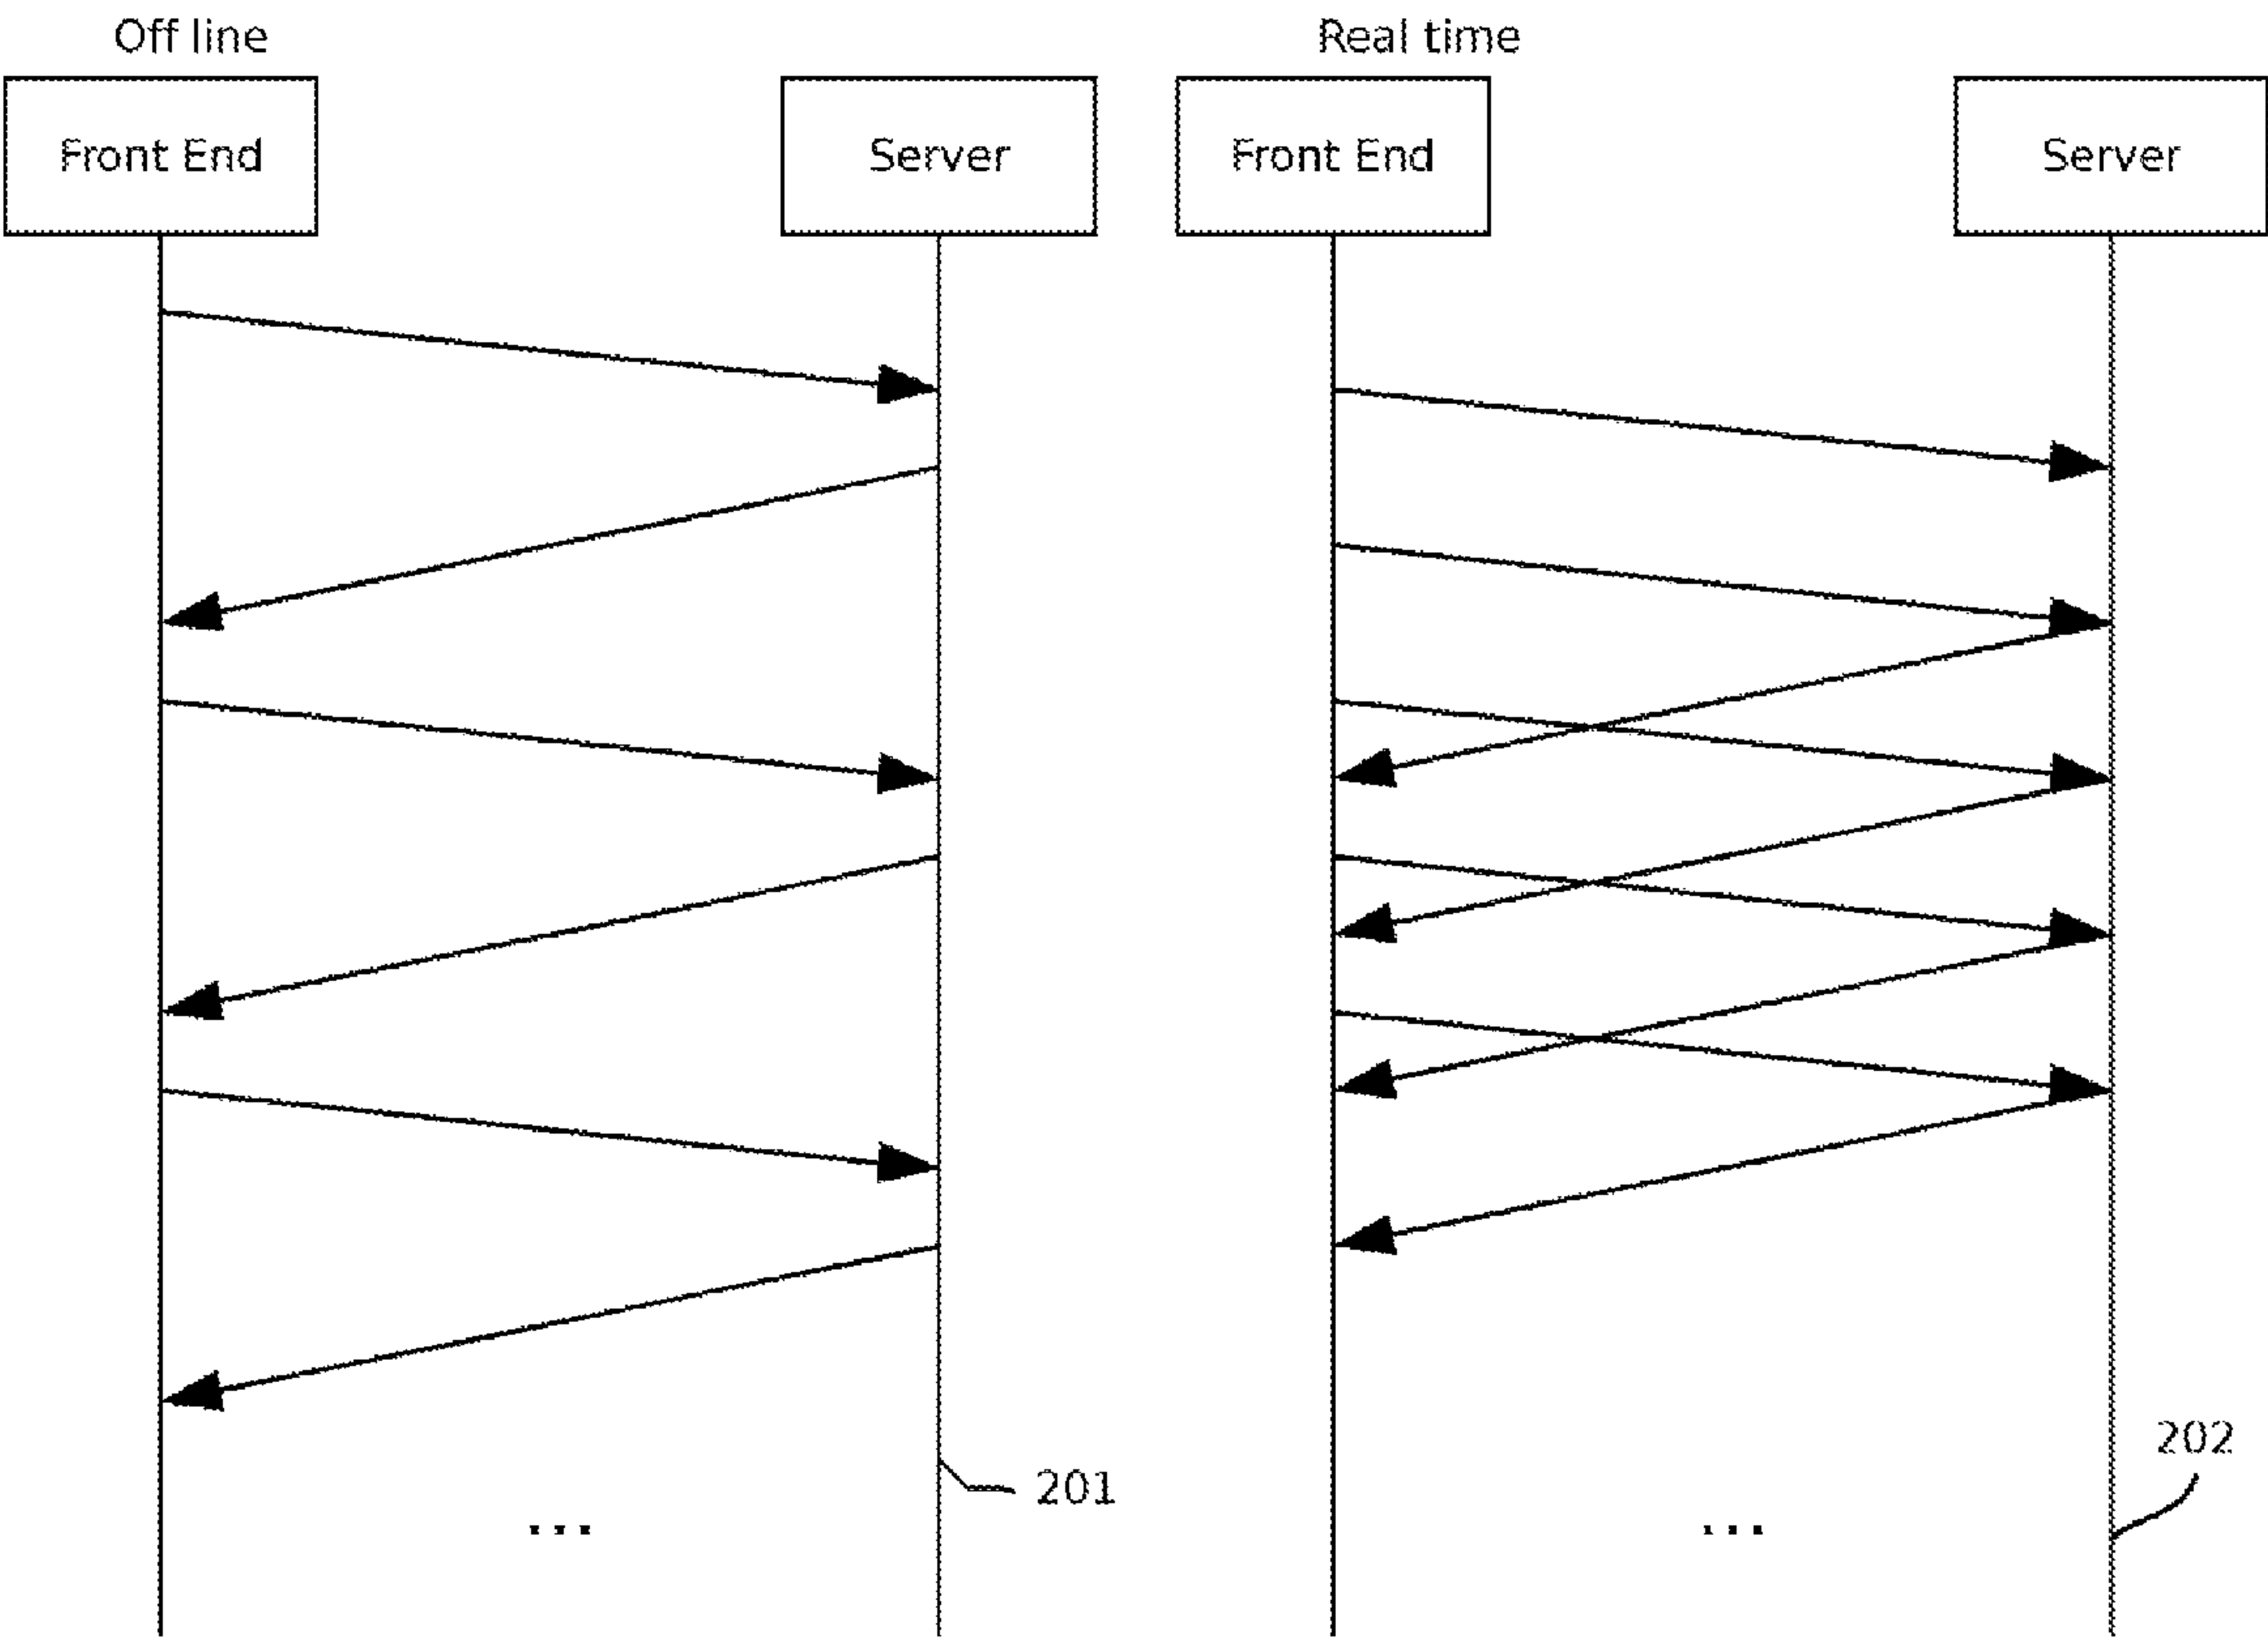 Off line
Real time
Front End
Server
Front End
Server
202
201
...
...